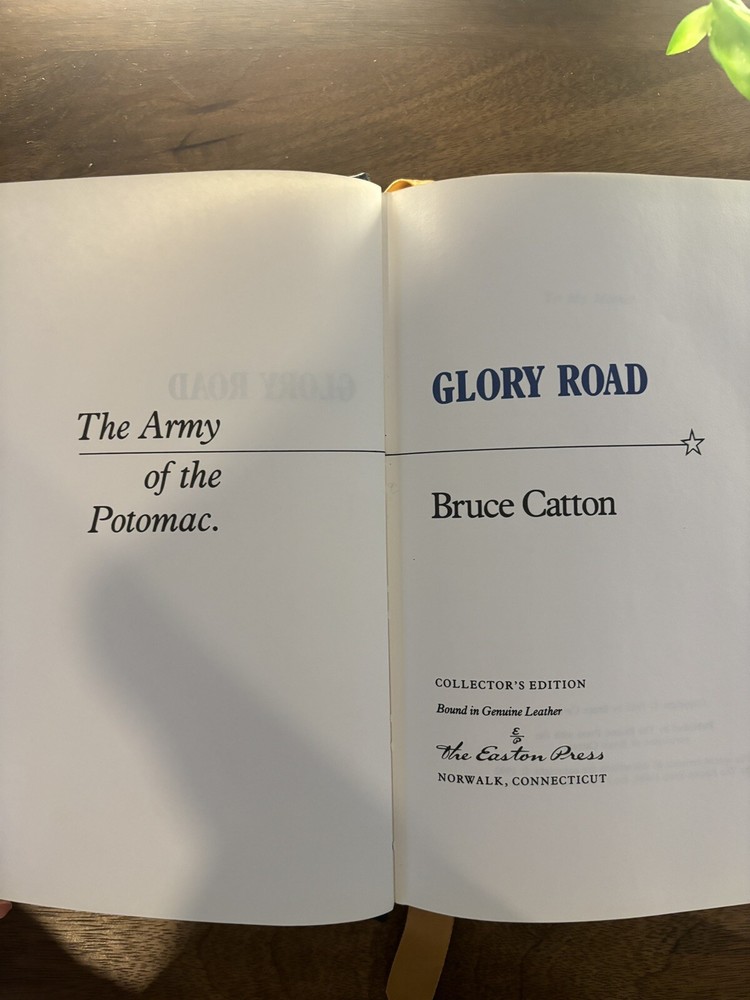 The Army
of the
Potomac.
GLORY ROAD
Bruce Catton
COLLECTOR'S EDITION
Bound in Genuine Leather
The Easton Press
NORWALK, CONNECTICUT